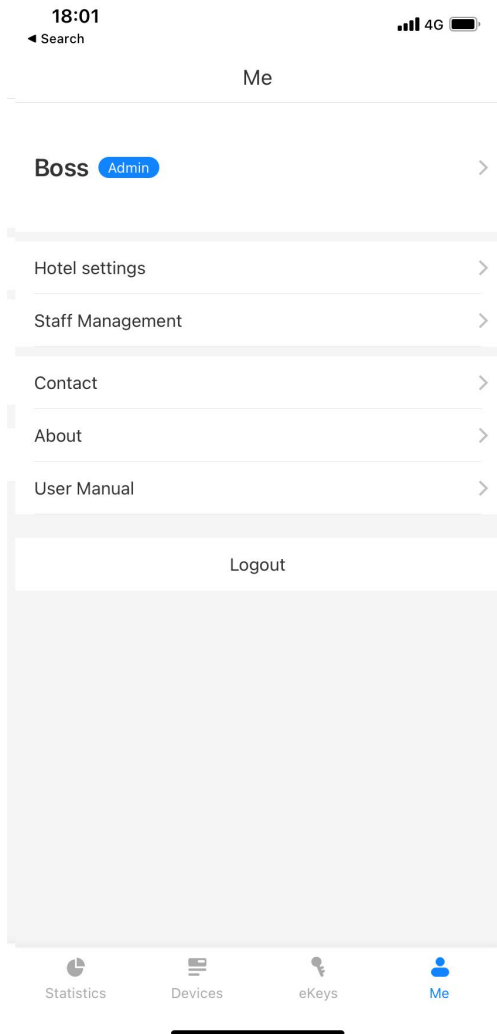 18:01
4G
◀ Search
Me
Boss Admin
Hotel settings
Staff Management
Contact
About
User Manual
Logout
Statistics Devices eKeys Me